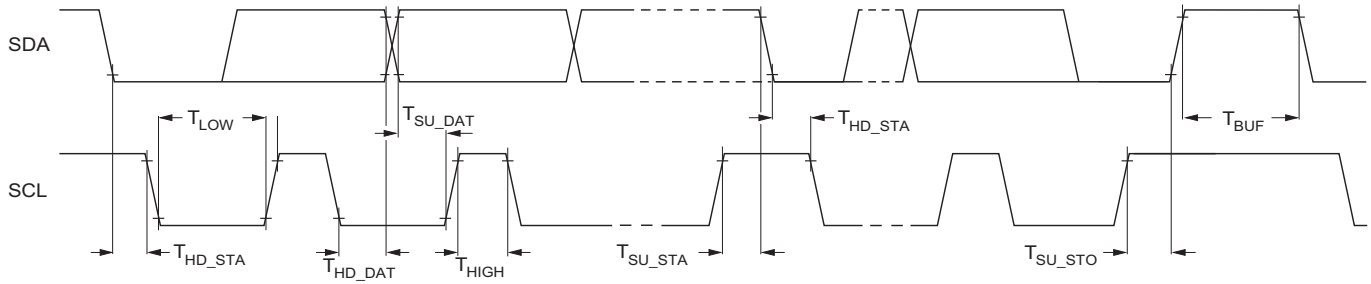 SDA
T_LOW
T_SU_DAT
T_HD_STA
T_BUF
SCL
T_HD_STA
T_HD_DAT
T_HIGH
T_SU_STA
T_SU_STO